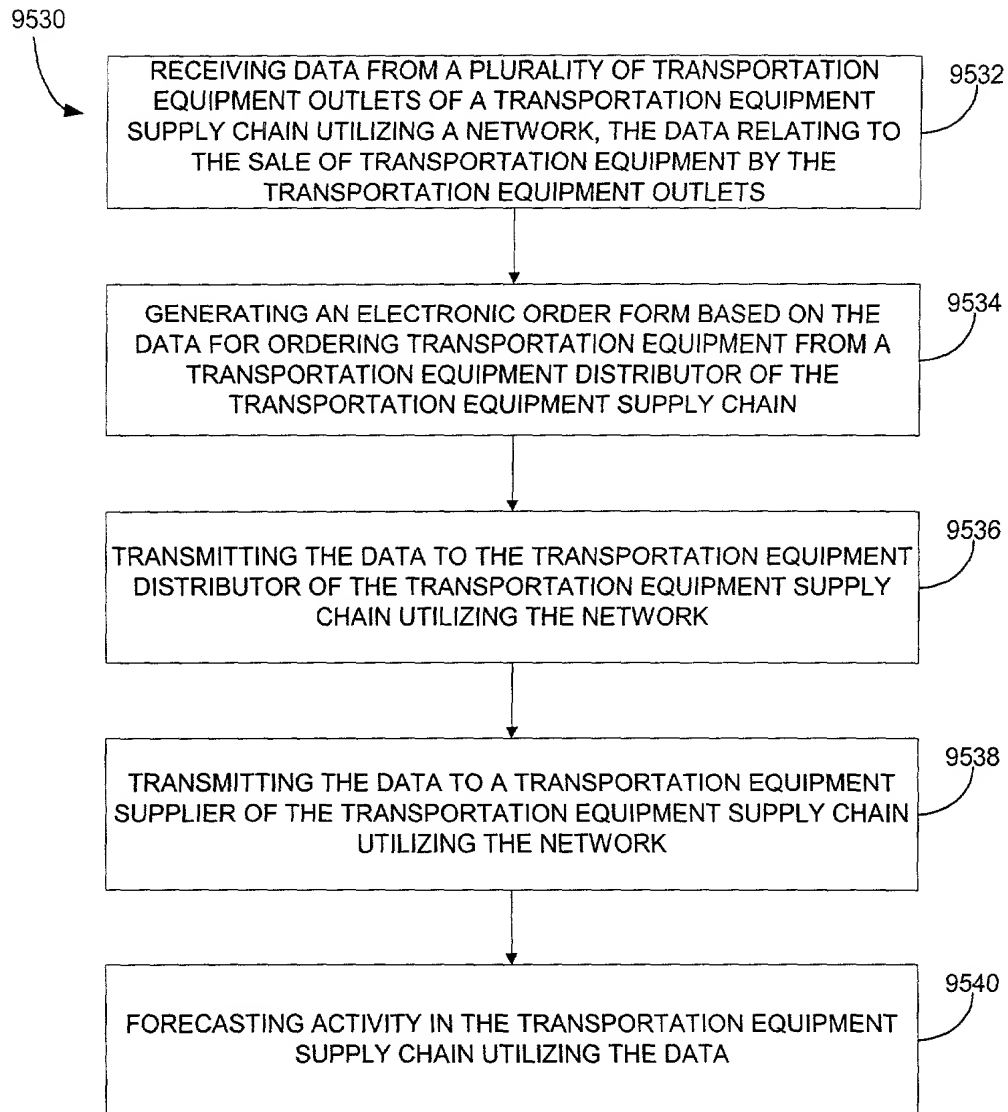 9530
RECEIVING DATA FROM A PLURALITY OF TRANSPORTATION
EQUIPMENT OUTLETS OF A TRANSPORTATION EQUIPMENT
SUPPLY CHAIN UTILIZING A NETWORK, THE DATA RELATING TO
THE SALE OF TRANSPORTATION EQUIPMENT BY THE
TRANSPORTATION EQUIPMENT OUTLETS
9532
GENERATING AN ELECTRONIC ORDER FORM BASED ON THE
DATA FOR ORDERING TRANSPORTATION EQUIPMENT FROM A
TRANSPORTATION EQUIPMENT DISTRIBUTOR OF THE
TRANSPORTATION EQUIPMENT SUPPLY CHAIN
9534
TRANSMITTING THE DATA TO THE TRANSPORTATION EQUIPMENT
DISTRIBUTOR OF THE TRANSPORTATION EQUIPMENT SUPPLY
CHAIN UTILIZING THE NETWORK
9536
TRANSMITTING THE DATA TO A TRANSPORTATION EQUIPMENT
SUPPLIER OF THE TRANSPORTATION EQUIPMENT SUPPLY CHAIN
UTILIZING THE NETWORK
9538
FORECASTING ACTIVITY IN THE TRANSPORTATION EQUIPMENT
SUPPLY CHAIN UTILIZING THE DATA
9540